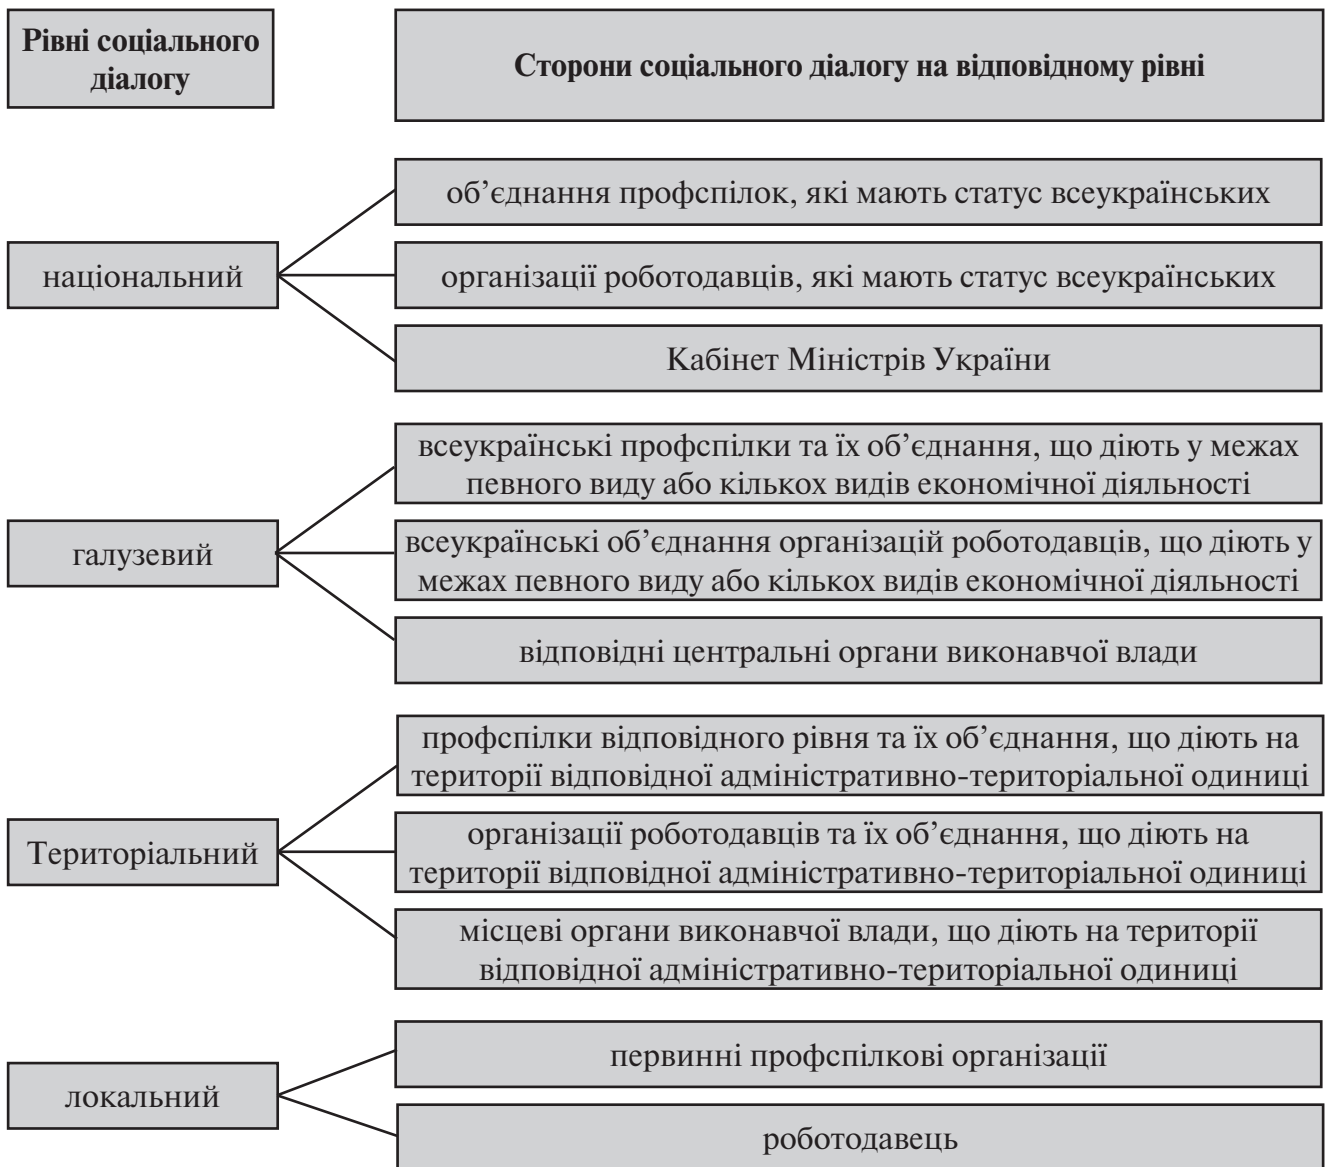 Рівні соціального
діалогу
Сторони соціального діалогу на відповідному рівні
національний
об’єднання профспілок, які мають статус всеукраїнських
організації роботодавців, які мають статус всеукраїнських
Кабінет Міністрів України
галузевий
всеукраїнські профспілки та їх об’єднання, що діють у межах
певного виду або кількох видів економічної діяльності
всеукраїнські об’єднання організацій роботодавців, що діють у
межах певного виду або кількох видів економічної діяльності
відповідні центральні органи виконавчої влади
Територіальний
профспілки відповідного рівня та їх об’єднання, що діють на
території відповідної адміністративно-територіальної одиниці
організації роботодавців та їх об’єднання, що діють на
території відповідної адміністративно-територіальної одиниці
місцеві органи виконавчої влади, що діють на території
відповідної адміністративно-територіальної одиниці
локальний
первинні профспілкові організації
роботодавець